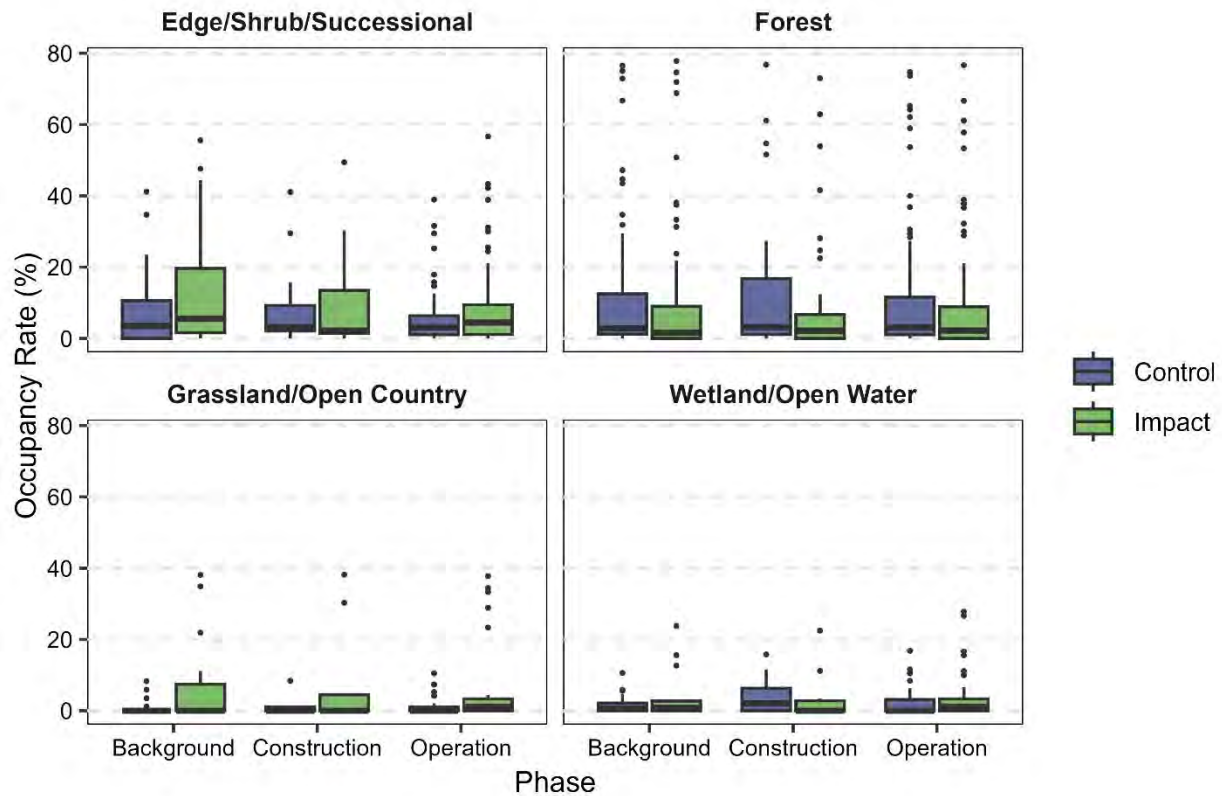 Edge/Shrub/Successional
Forest
80
60
40
20
0
Grassland/Open Country
Wetland/Open Water
80
60
40
20
0
Background
Construction
Operation
Background
Construction
Operation
Phase
Occupancy Rate (%)
Control
Impact